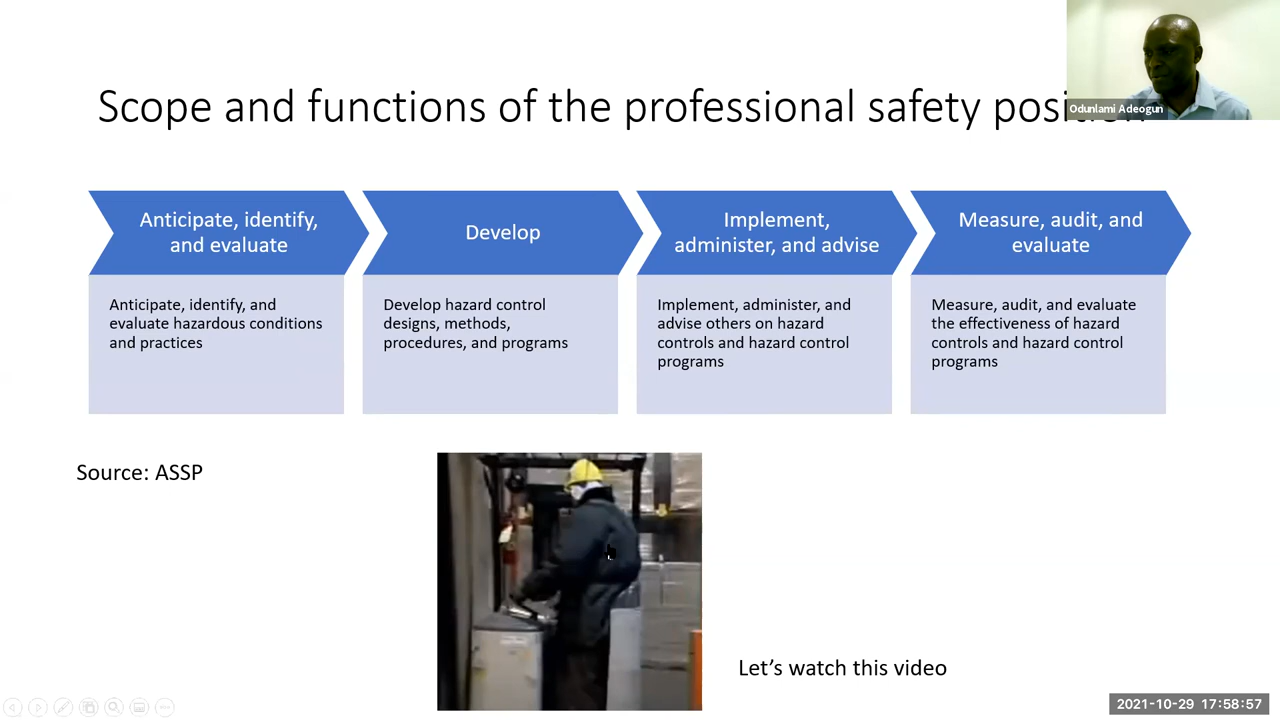 Scope and functions of the professional safety position
Odunlami Adeogun
Anticipate, identify,
and evaluate
Develop
Implement,
administer, and advise
Measure, audit, and
evaluate
Anticipate, identify, and
evaluate hazardous conditions
and practices
Develop hazard control
designs, methods,
procedures, and programs
Implement, administer, and
advise others on hazard
controls and hazard control
programs
Measure, audit, and evaluate
the effectiveness of hazard
controls and hazard control
programs
Source: ASSP
Let’s watch this video
2021-10-29 17:58:57